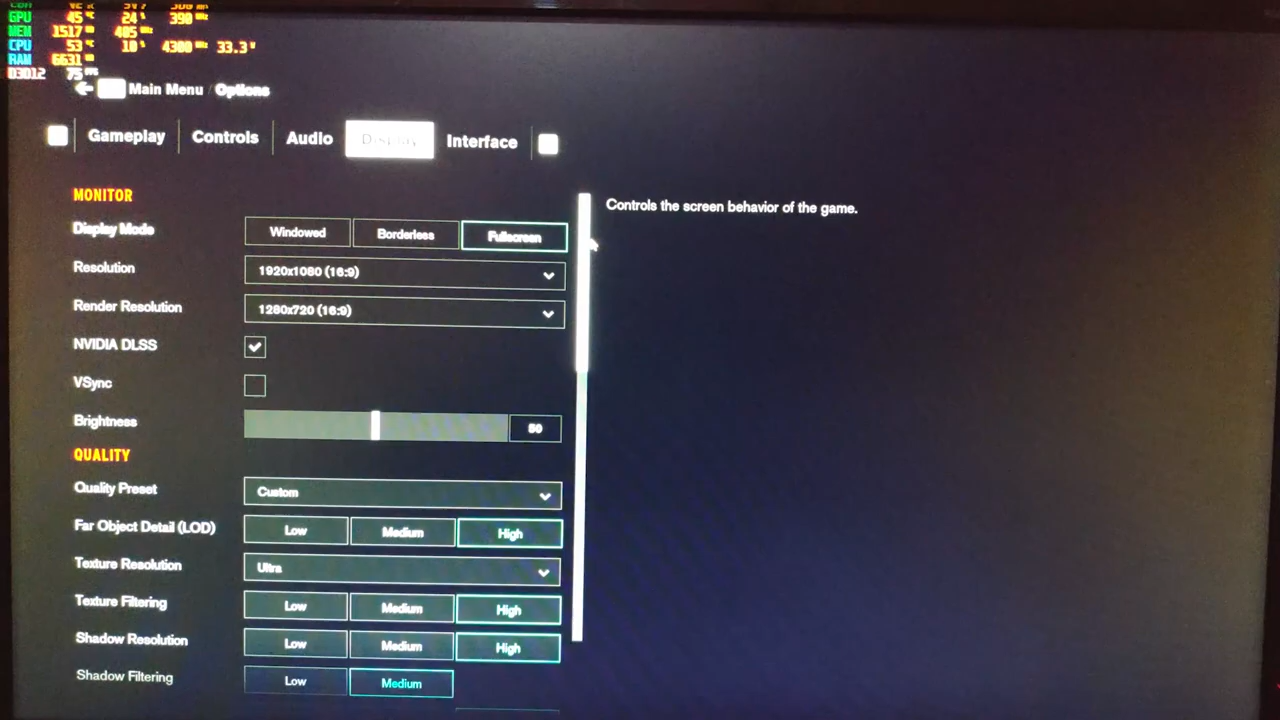 GPU 45 °C 24 % 390
MEM 1517 405
CPU 53 °C 10 % 4300 33.3
RAM 6631
D3D12 75 FPS
Main Menu / Options
Gameplay Controls Audio Display Interface
MONITOR
Controls the screen behavior of the game.
Display Mode Windowed Borderless Fullscreen
Resolution 1920x1080 (16:9)
Render Resolution 1280x720 (16:9)
NVIDIA DLSS
VSync
Brightness 50
QUALITY
Quality Preset Custom
Far Object Detail (LOD) Low Medium High
Texture Resolution Ultra
Texture Filtering Low Medium High
Shadow Resolution Low Medium High
Shadow Filtering Low Medium